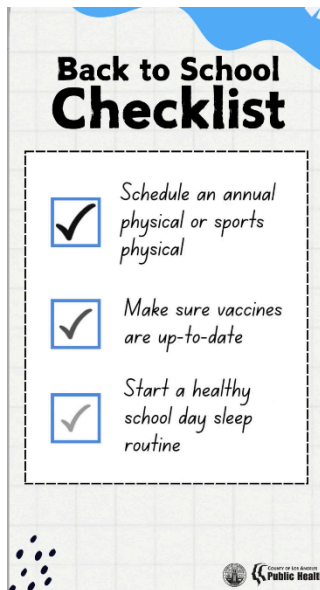 Back to School
Checklist
Schedule an annual
physical or sports
physical
Make sure vaccines
are up-to-date
Start a healthy
school day sleep
routine
County of Los Angeles
Public Healt